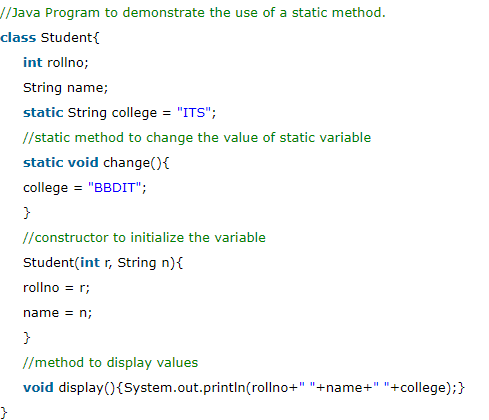 //Java Program to demonstrate the use of a static method.
class Student{
int rollno;
String name;
static String college = "ITS";
//static method to change the value of static variable
static void change(){
college = "BBDIT";
}
//constructor to initialize the variable
Student(int r, String n){
rollno = r;
name = n;
}
//method to display values
void display(){System.out.println(rollno+" "+name+" "+college);}
}